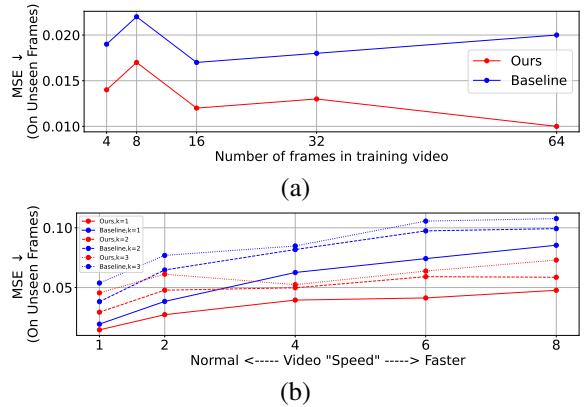 MSE ↓
(On Unseen Frames)
0.020
0.015
0.010
Ours
Baseline
4 8 16 32 64
Number of frames in training video
(a)
MSE ↓
(On Unseen Frames)
0.10
0.05
Ours,k=1
Baseline,k=1
Ours,k=2
Baseline,k=2
Ours,k=3
Baseline,k=3
1 2 4 6 8
Normal <----- Video "Speed" -----> Faster
(b)